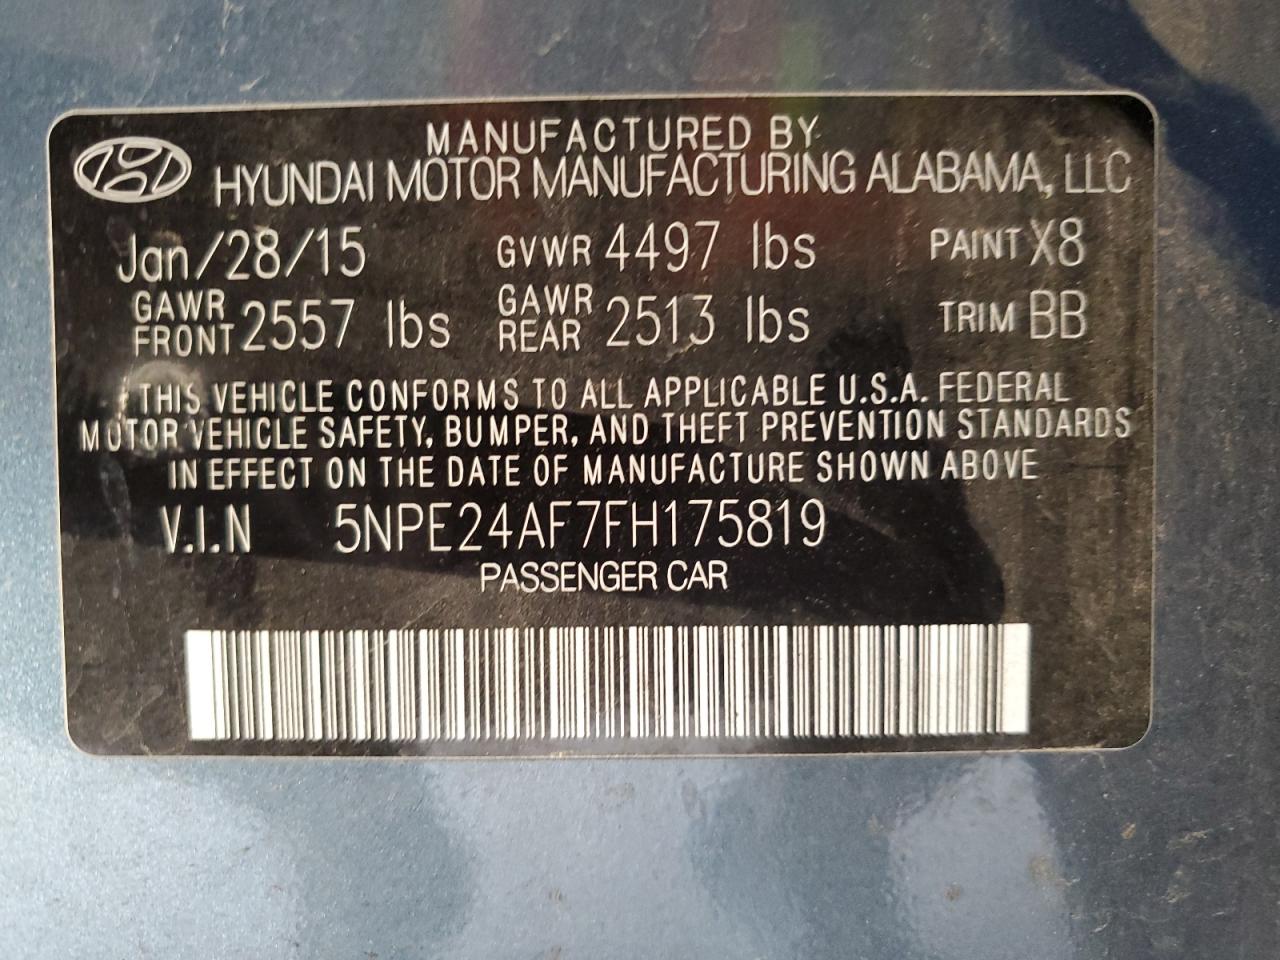 MANUFACTURED BY
HYUNDAI MOTOR MANUFACTURING ALABAMA, LLC
Jan/28/15 GVWR 4497 lbs PAINT X8
GAWR FRONT 2557 lbs GAWR REAR 2513 lbs TRIM BB
THIS VEHICLE CONFORMS TO ALL APPLICABLE U.S.A. FEDERAL
MOTOR VEHICLE SAFETY, BUMPER, AND THEFT PREVENTION STANDARDS
IN EFFECT ON THE DATE OF MANUFACTURE SHOWN ABOVE
V.I.N 5NPE24AF7FH175819
PASSENGER CAR